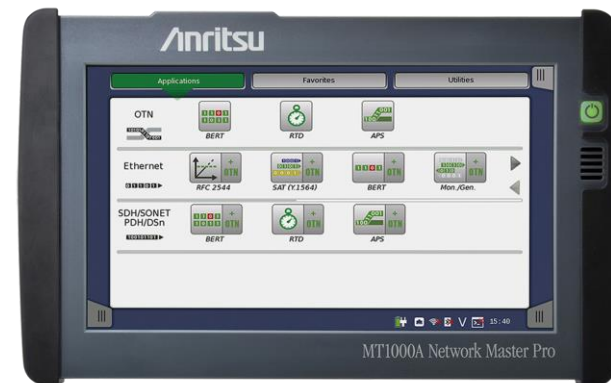 Anritsu
Applications Favorites Utilities
OTN
BERT RTD APS
Ethernet
+ OTN + OTN + OTN + OTN
RFC 2544 SAT (Y.1564) BERT Mon./Gen.
SDH/SONET
PDH/DSn
+ OTN + OTN + OTN
BERT RTD APS
V 15:40
MT1000A Network Master Pro